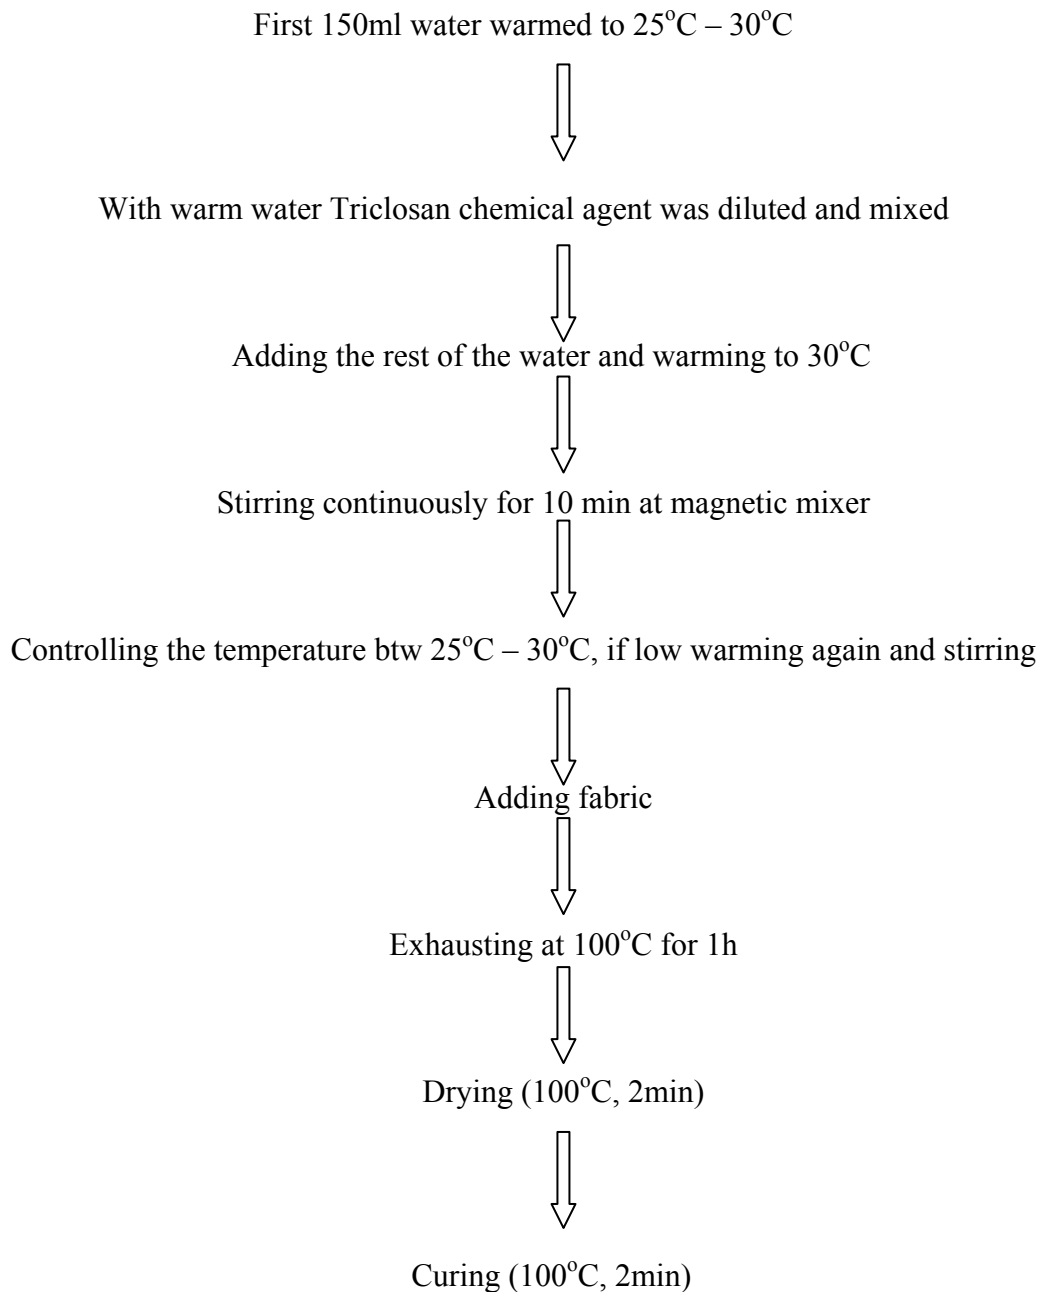 First 150ml water warmed to 25°C – 30°C
With warm water Triclosan chemical agent was diluted and mixed
Adding the rest of the water and warming to 30°C
Stirring continuously for 10 min at magnetic mixer
Controlling the temperature btw 25°C – 30°C, if low warming again and stirring
Adding fabric
Exhausting at 100°C for 1h
Drying (100°C, 2min)
Curing (100°C, 2min)